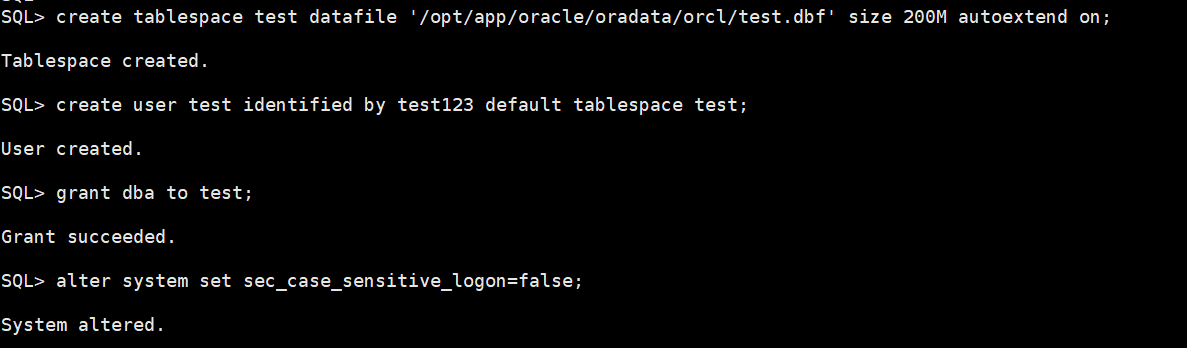 SQL> create tablespace test datafile '/opt/app/oracle/oradata/orcl/test.dbf' size 200M autoextend on;
Tablespace created.
SQL> create user test identified by test123 default tablespace test;
User created.
SQL> grant dba to test;
Grant succeeded.
SQL> alter system set sec_case_sensitive_logon=false;
System altered.